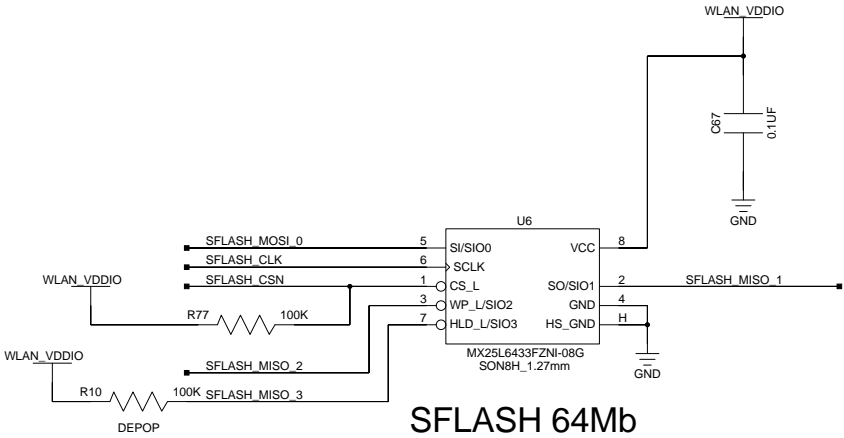 WLAN_VDDIO
C67
0.1UF
GND
U6
SFLASH_MOSI_0 5 SI/SIO0 VCC 8
SFLASH_CLK 6 SCLK
SFLASH_CSN 1 CS_L SO/SIO1 2 SFLASH_MISO_1
WLAN_VDDIO
3 WP_L/SIO2 GND 4
R77 100K 7 HLD_L/SIO3 HS_GND H
MX25L6433FZNI-08G
SON8H_1.27mm
GND
WLAN_VDDIO
SFLASH_MISO_2
R10 100K SFLASH_MISO_3
DEPOP
SFLASH 64Mb